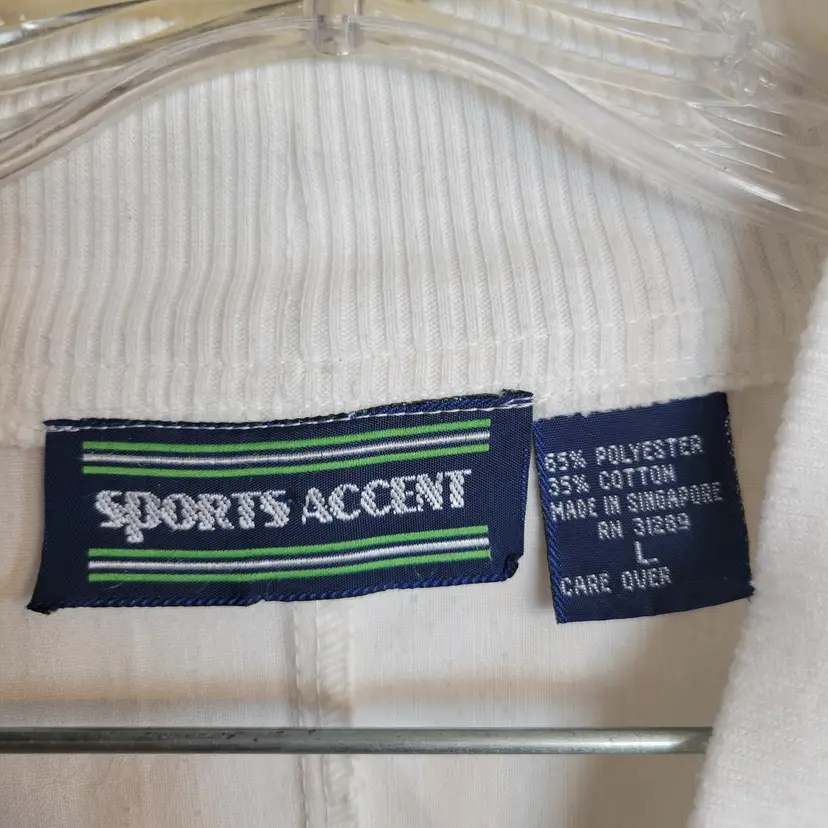 SPORTS ACCENT
65% POLYESTER
35% COTTON
MADE IN SINGAPORE
RN 31289
L
CARE OVER